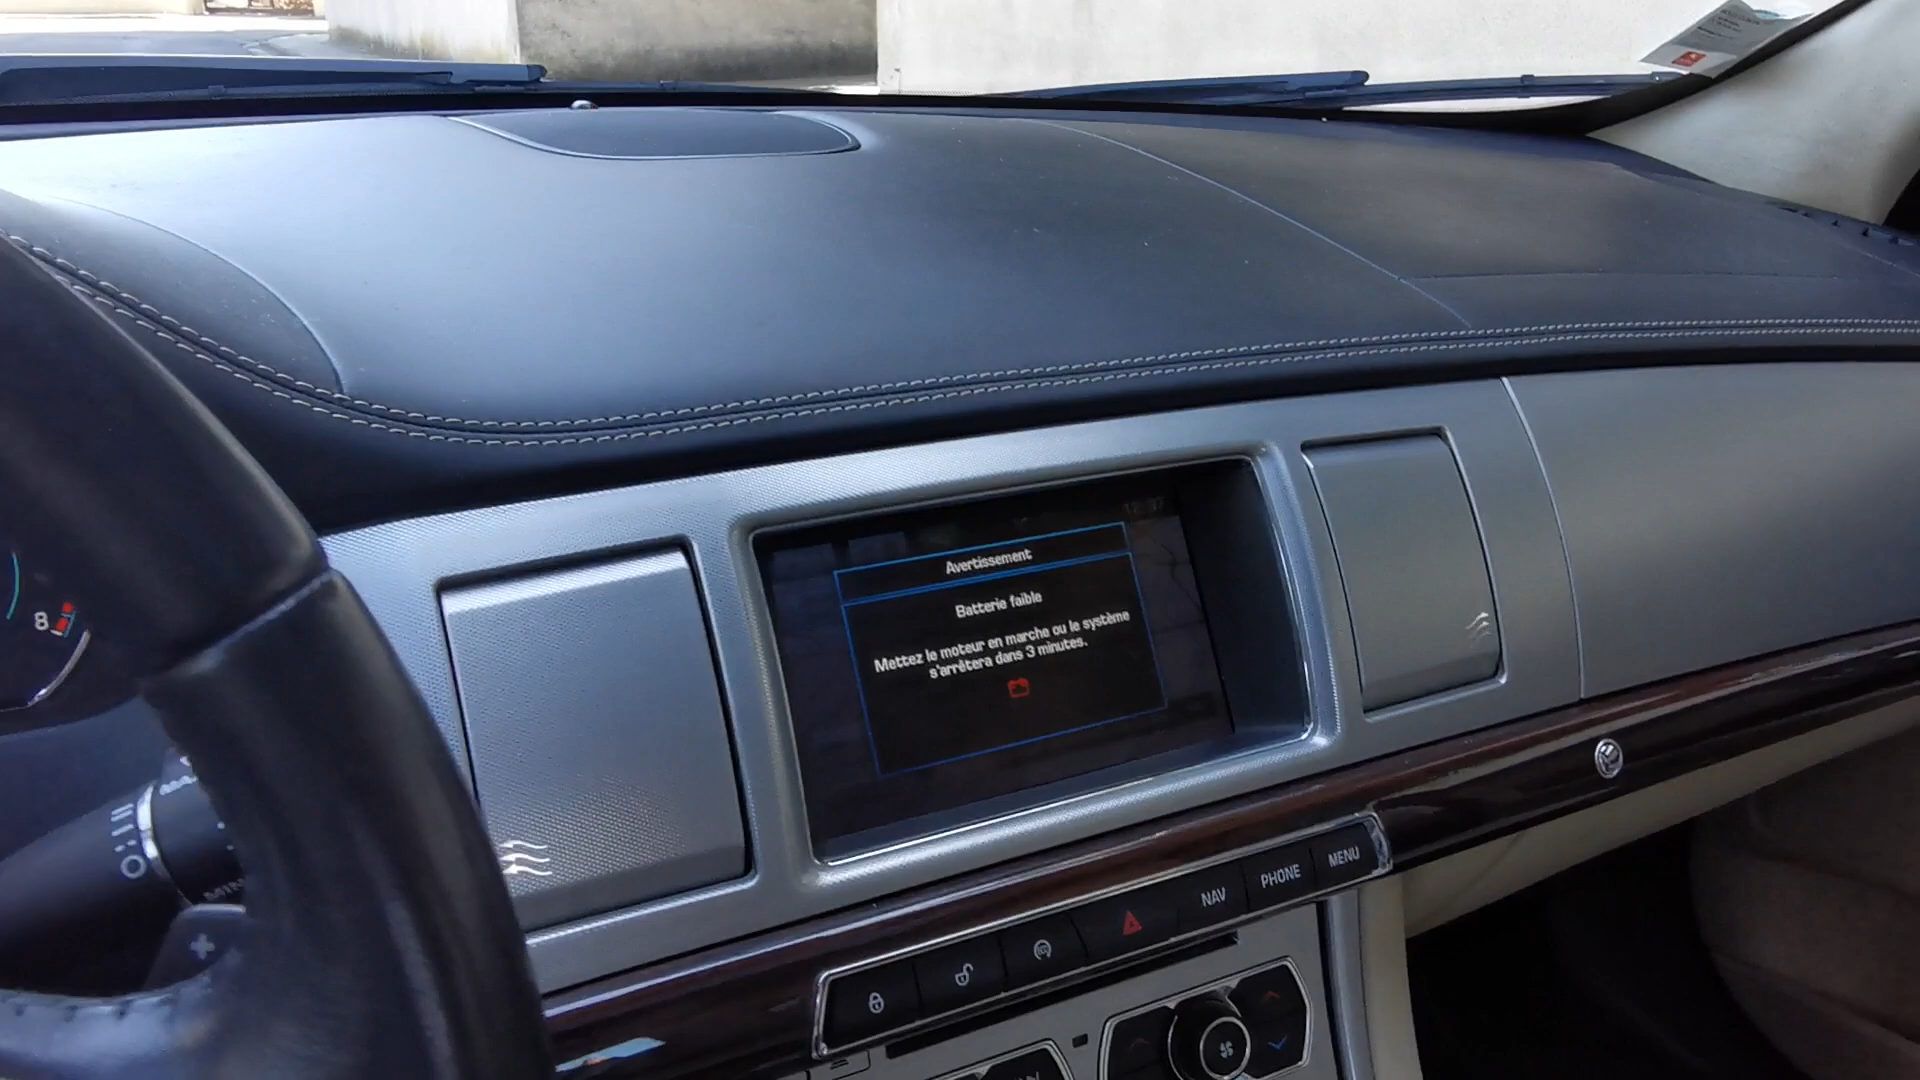 Avertissement
Batterie faible
Mettez le moteur en marche ou le système
s'arrêtera dans 3 minutes.
8
MIN
NAV
PHONE
MENU